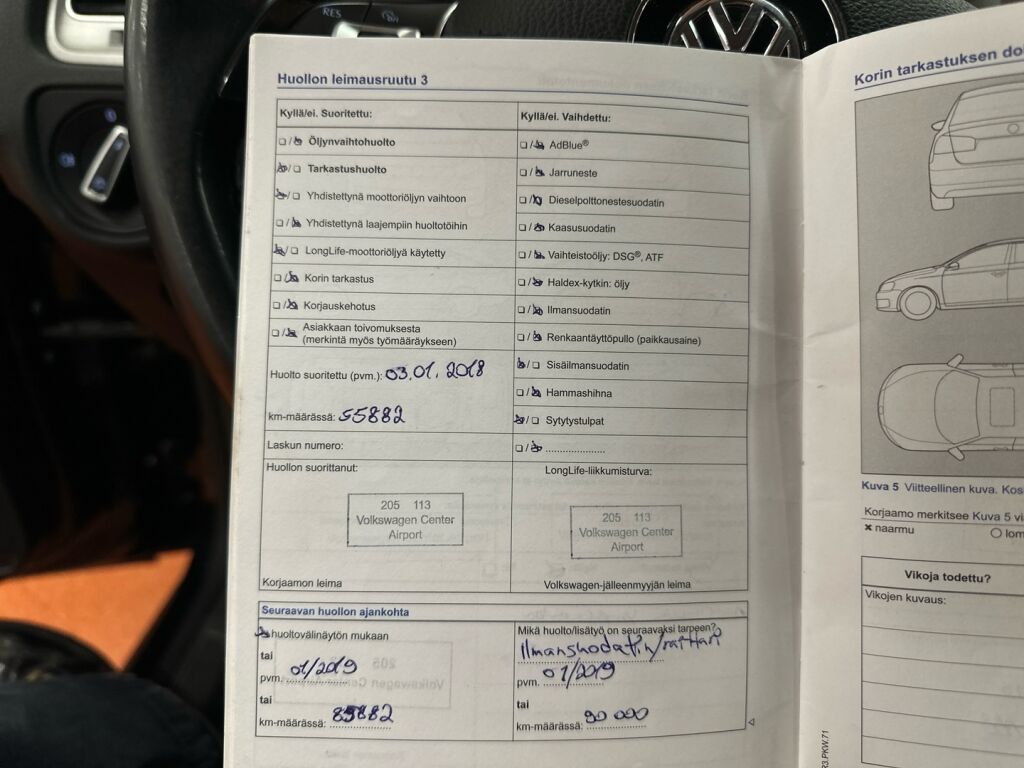 RES
Huollon leimausruutu 3
Kyllä/ei. Suoritettu:
Öljynvaihtohuolto
Tarkastushuolto
Yhdistettynä moottoriöljyn vaihtoon
Yhdistettynä laajempiin huoltotöihin
LongLife-moottoriöljyä käytetty
Korin tarkastus
Korjauskehotus
Asiakkaan toivomuksesta
(merkintä myös työmääräykseen)
Huolto suoritettu (pvm.): 03.01.2018
km-määrässä: 55882
Laskun numero:
Huollon suorittanut:
205 113
Volkswagen Center
Airport
Korjaamon leima
Kyllä/ei. Vaihdettu:
AdBlue®
Jarruneste
Dieselpolttonestesuodatin
Kaasusuodatin
Vaihteistoöljy: DSG®, ATF
Haldex-kytkin: öljy
Ilmansuodatin
Renkaantäyttöpullo (paikkausaine)
Sisäilmansuodatin
Hammashihna
Sytytystulpat
LongLife-liikkumisturva:
205 113
Volkswagen Center
Airport
Volkswagen-jälleenmyyjän leima
Seuraavan huollon ajankohta
huoltovälinäytön mukaan
tai
pvm. 01/2019
tai
km-määrässä: 85882
Mikä huolto/lisätyö on seuraavaksi tarpeen?
Ilmansuodatin/
pvm. 01/2019
tai
km-määrässä: 90 000
Korin tarkastuksen
Kuva 5 Viitteellinen kuva.
Korjaamo merkitsee Kuva 5
× naarmu
Vikoja todettu?
Vikojen kuvaus: